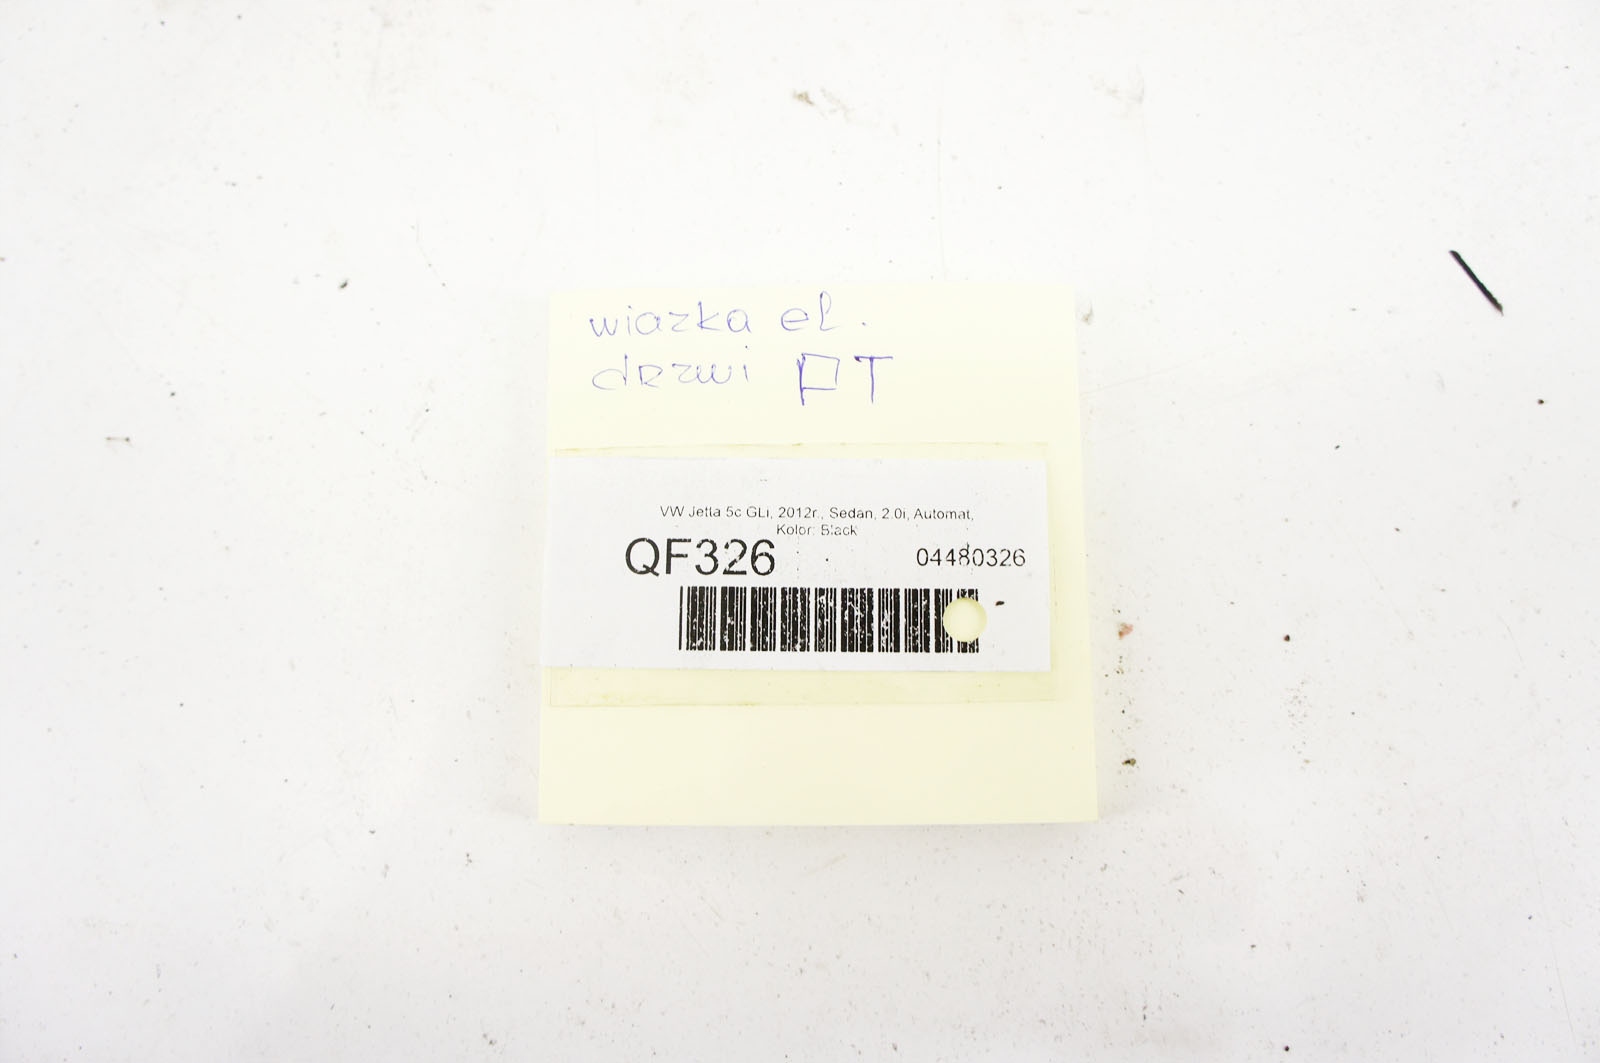 wiazka el.
drzwi PT
VW Jetta 5c GLi, 2012r., Sedan, 2.0i, Automat,
Kolor: Black
QF326 04480326